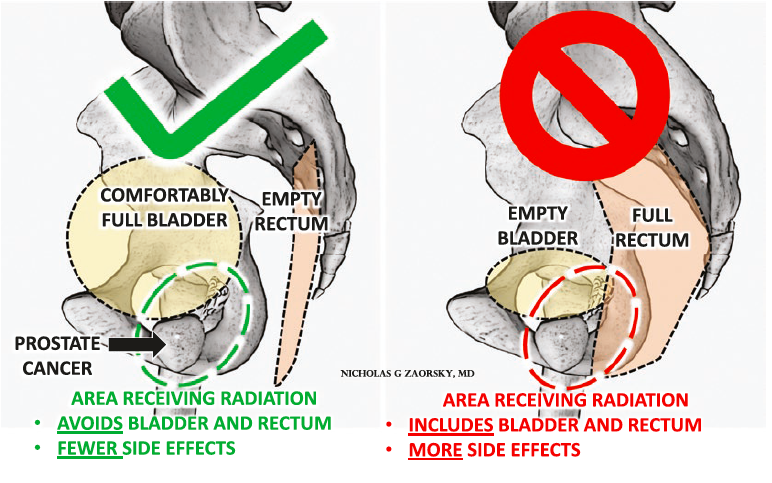 COMFORTABLY
FULL BLADDER
EMPTY
RECTUM
PROSTATE
CANCER
AREA RECEIVING RADIATION
• AVOIDS BLADDER AND RECTUM
• FEWER SIDE EFFECTS
NICHOLAS G ZAORSKY, MD
EMPTY
BLADDER
FULL
RECTUM
AREA RECEIVING RADIATION
• INCLUDES BLADDER AND RECTUM
• MORE SIDE EFFECTS